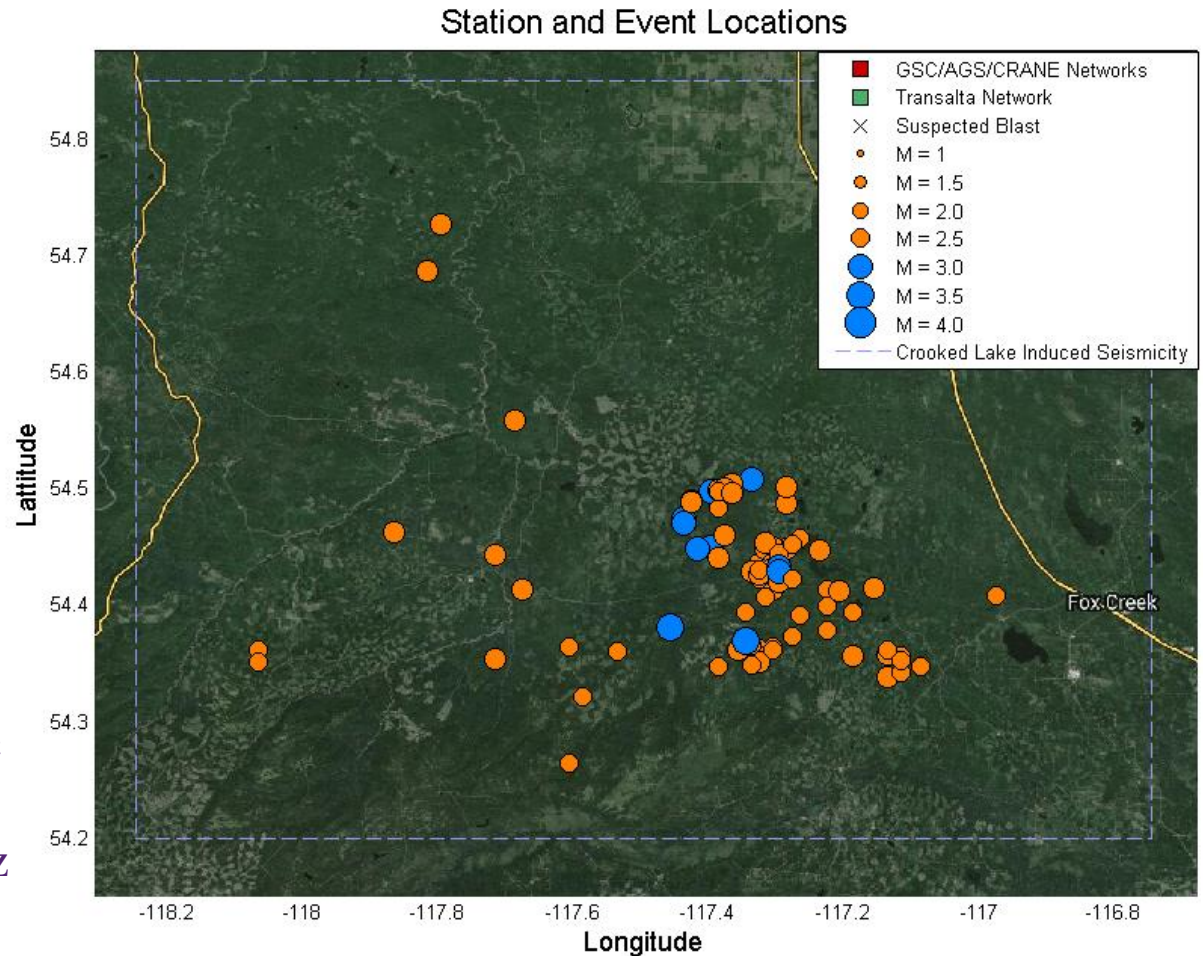 Station and Event Locations
GSC/AGS/CRANE Networks
Transalta Network
Suspected Blast
M = 1
M = 1.5
M = 2.0
M = 2.5
M = 3.0
M = 3.5
M = 4.0
Crooked Lake Induced Seismicity
54.8
54.7
54.6
54.5
54.4
54.3
54.2
Lattitude
Fox Creek
z
-118.2 -118 -117.8 -117.6 -117.4 -117.2 -117 -116.8
Longitude